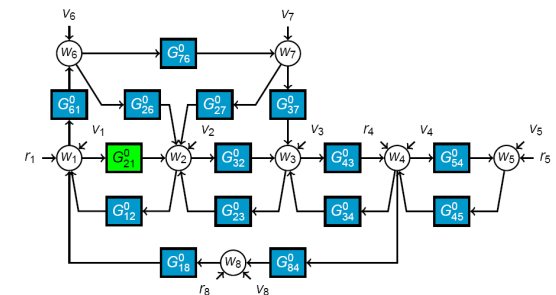 v6 v7
w6 G⁰76 w7
G⁰61 G⁰26 G⁰27 G⁰37
v1 v2 v3 r4 v4 v5
r1 w1 G⁰21 w2 G⁰32 w3 G⁰43 w4 G⁰54 w5 r5
G⁰12 G⁰23 G⁰34 G⁰45
G⁰18 w8 G⁰84
r8 v8